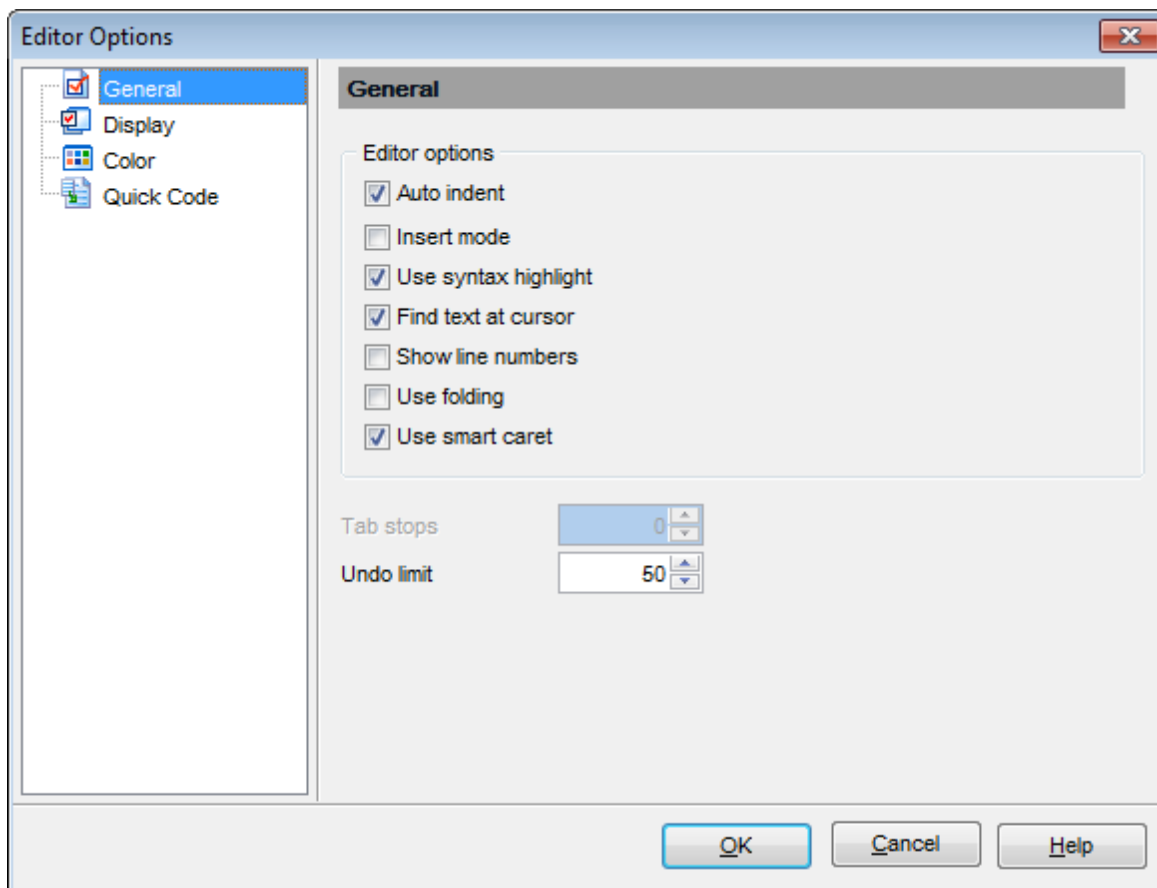 Editor Options
General
Display
Color
Quick Code
General
Editor options
Auto indent
Insert mode
Use syntax highlight
Find text at cursor
Show line numbers
Use folding
Use smart caret
Tab stops 0
Undo limit 50
OK Cancel Help